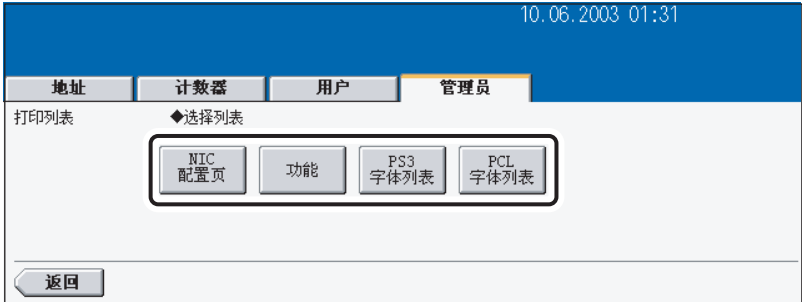 10.06.2003 01:31
地址 计数器 用户 管理员
打印列表 ◆选择列表
NIC 功能 PS3 PCL
配置页 字体列表 字体列表
返回